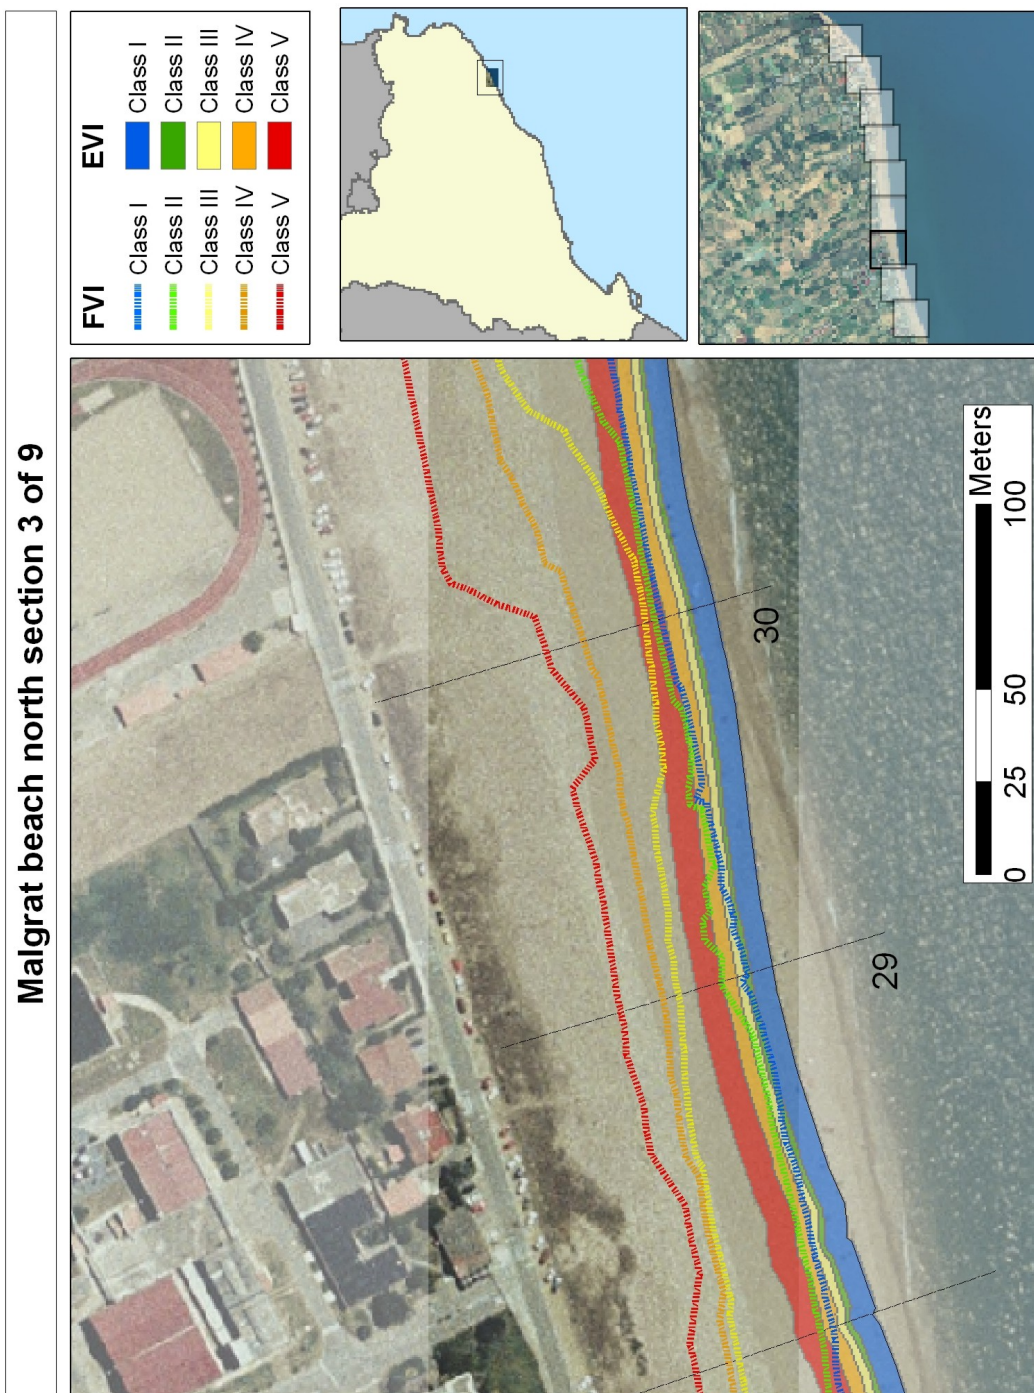 Malgrat beach north section 3 of 9
FVI EVI
Class I Class I
Class II Class II
Class III Class III
Class IV Class IV
Class V Class V
30
29
Meters
0 25 50 100